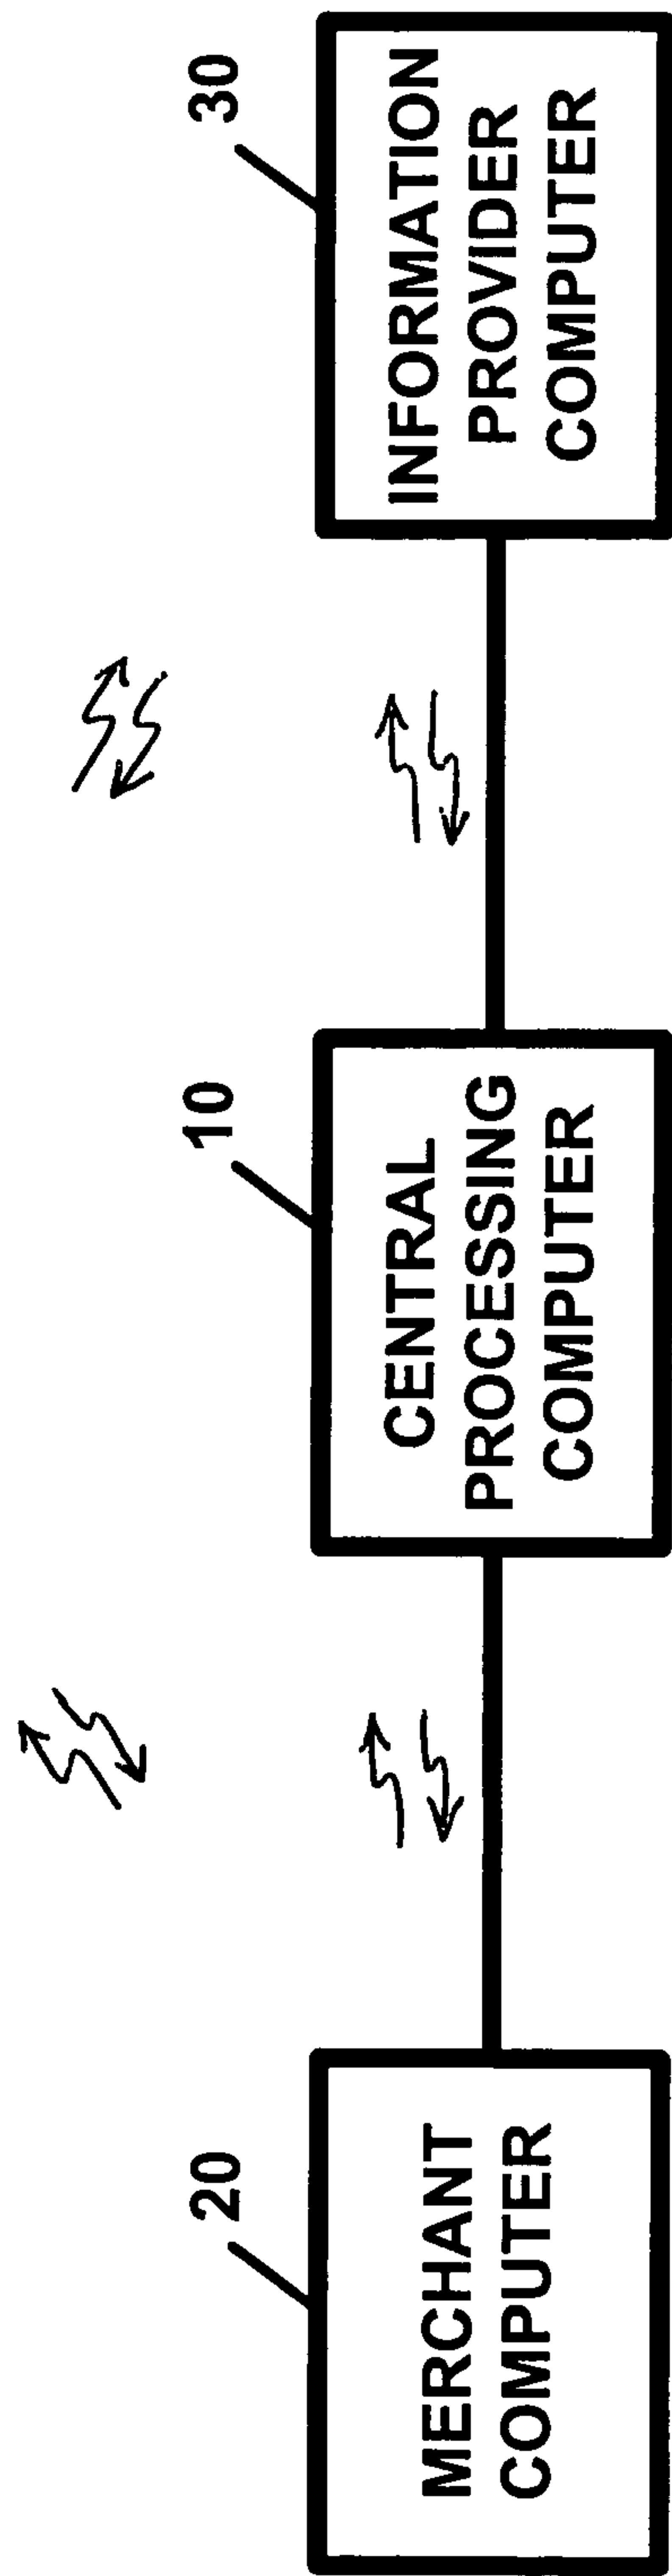 20
MERCHANT
COMPUTER
10
CENTRAL
PROCESSING
COMPUTER
30
INFORMATION
PROVIDER
COMPUTER